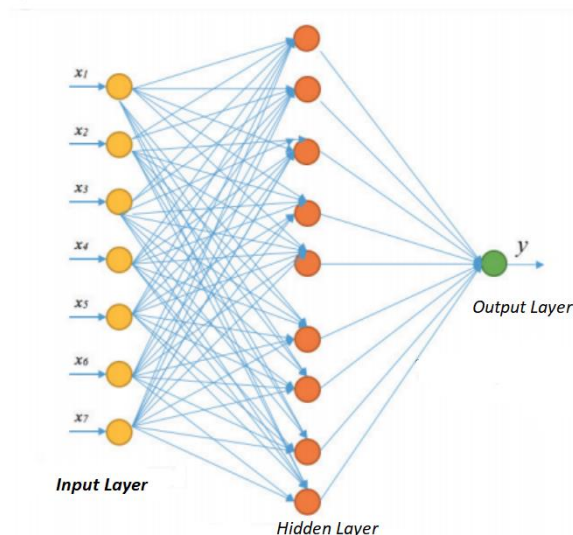 x1
x2
x3
x4
x5
x6
x7
y
Output Layer
Input Layer
Hidden Layer